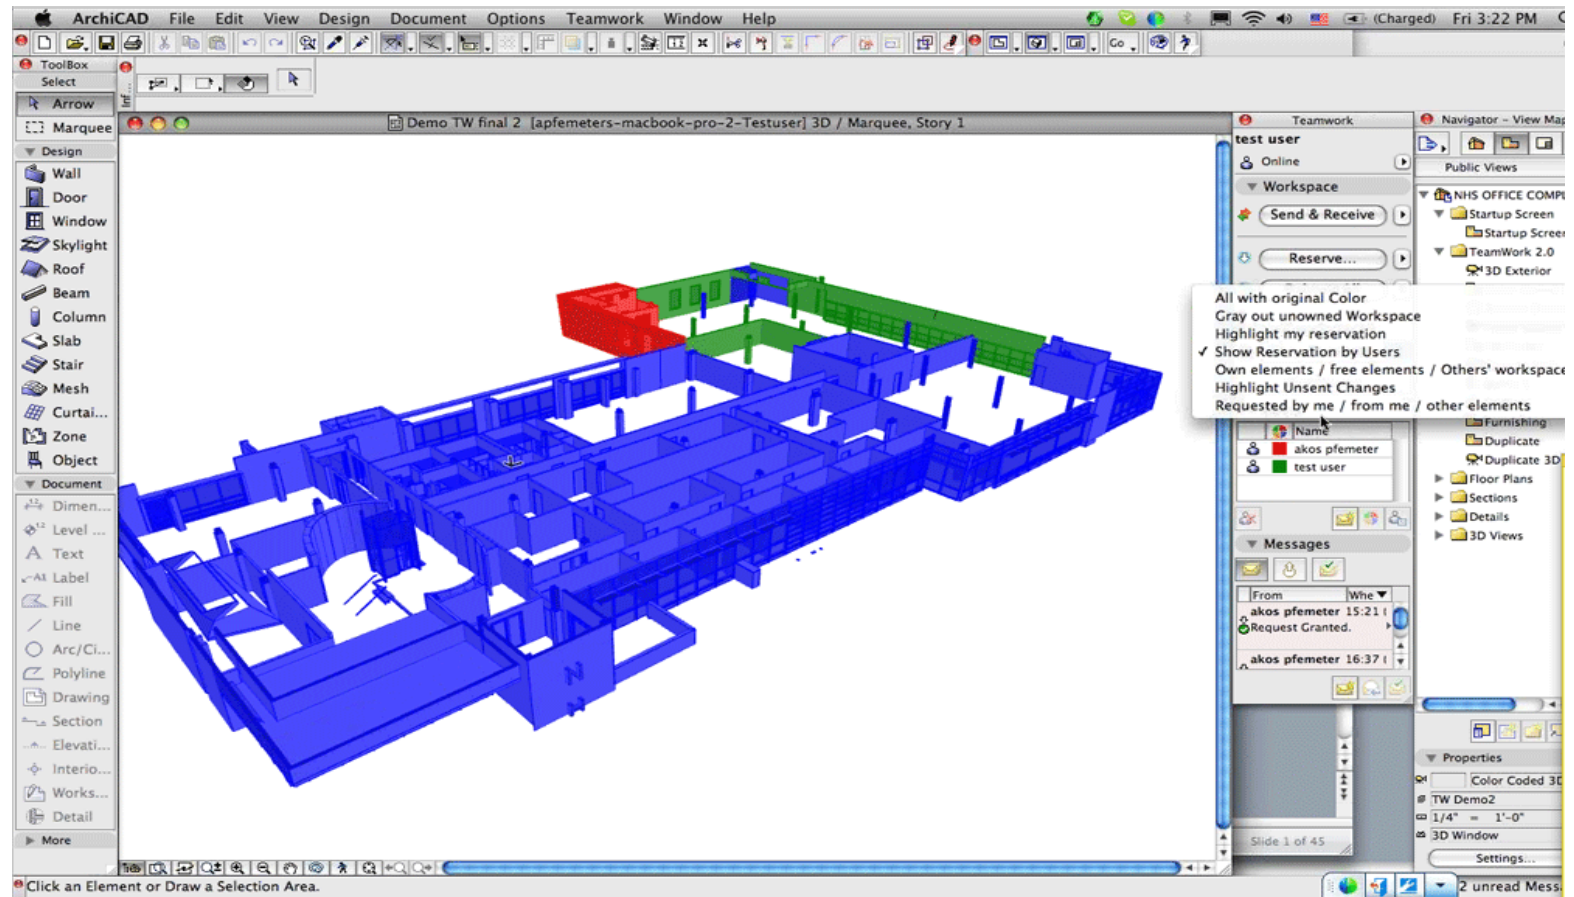 ArchiCAD File Edit View Design Document Options Teamwork Window Help (Charged) Fri 3:22 PM
Go
ToolBox
Select
Arrow
Marquee
Design
Wall
Door
Window
Skylight
Roof
Beam
Column
Slab
Stair
Mesh
Curtai...
Zone
Object
Document
Dimen...
Level ...
Text
Label
Fill
Line
Arc/Ci...
Polyline
Drawing
Section
Elevati...
Interio...
Works...
Detail
More
Inf...
Demo TW final 2 [apfemeters-macbook-pro-2-Testuser] 3D / Marquee, Story 1
N
H
Teamwork
test user
Online
Workspace
Send & Receive
Reserve...
All with original Color
Gray out unowned Workspace
Highlight my reservation
✓ Show Reservation by Users
Own elements / free elements / Others' workspace
Highlight Unsent Changes
Requested by me / from me / other elements
Name
akos pfemeter
test user
Messages
From Whe
akos pfemeter 15:21
Request Granted.
akos pfemeter 16:37
Slide 1 of 45
Navigator - View Map
Public Views
NHS OFFICE COMPL
Startup Screen
Startup Screen
TeamWork 2.0
3D Exterior
Furnishing
Duplicate
Duplicate 3D
Floor Plans
Sections
Details
3D Views
Properties
Color Coded 3D
TW Demo2
1/4" = 1'-0"
3D Window
Settings...
Click an Element or Draw a Selection Area.
2 unread Mess